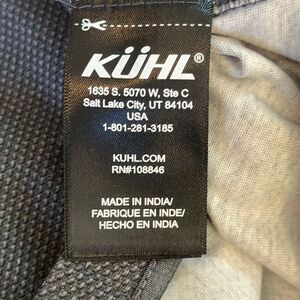 KÜHL®
1635 S. 5070 W, Ste C
Salt Lake City, UT 84104
USA
1-801-281-3185
KUHL.COM
RN#108846
MADE IN INDIA/
FABRIQUE EN INDE/
HECHO EN INDIA